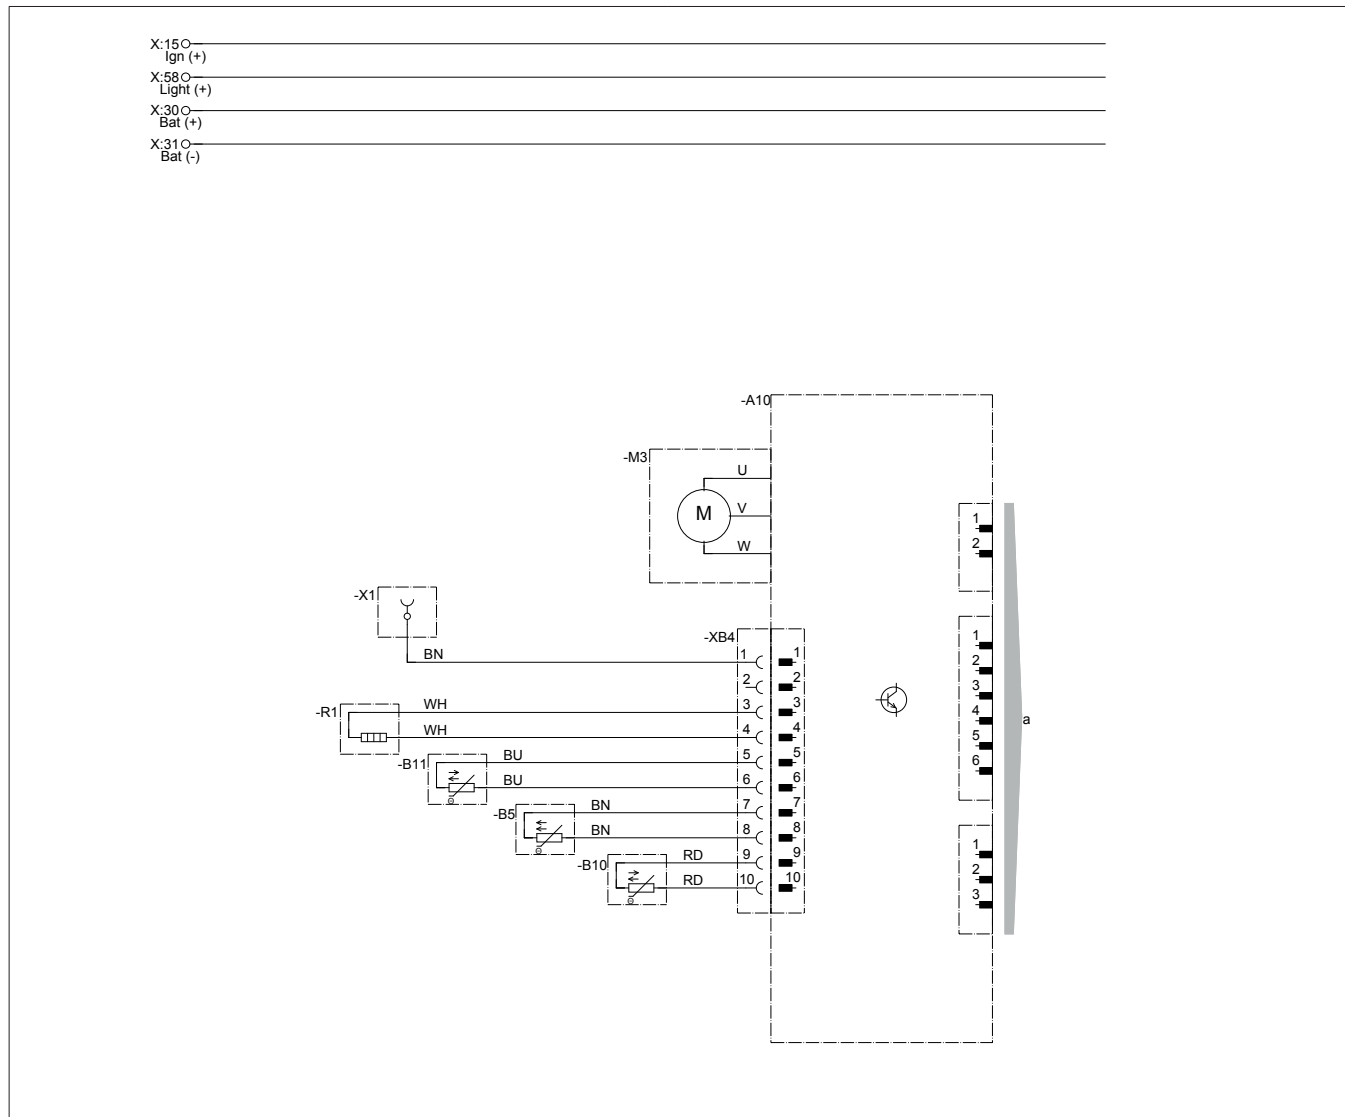 X:15
Ign (+)
X:58
Light (+)
X:30
Bat (+)
X:31
Bat (-)
-A10
-M3
U
M
V
W
1
2
-X1
-XB4
BN
1 1
2 2
-R1
WH
3 3
WH
4 4
-B11
BU
5 5
BU
6 6
-B5
BN
7 7
BN
8 8
-B10
RD
9 9
RD
10 10
1
2
3
4
5
6
a
1
2
3